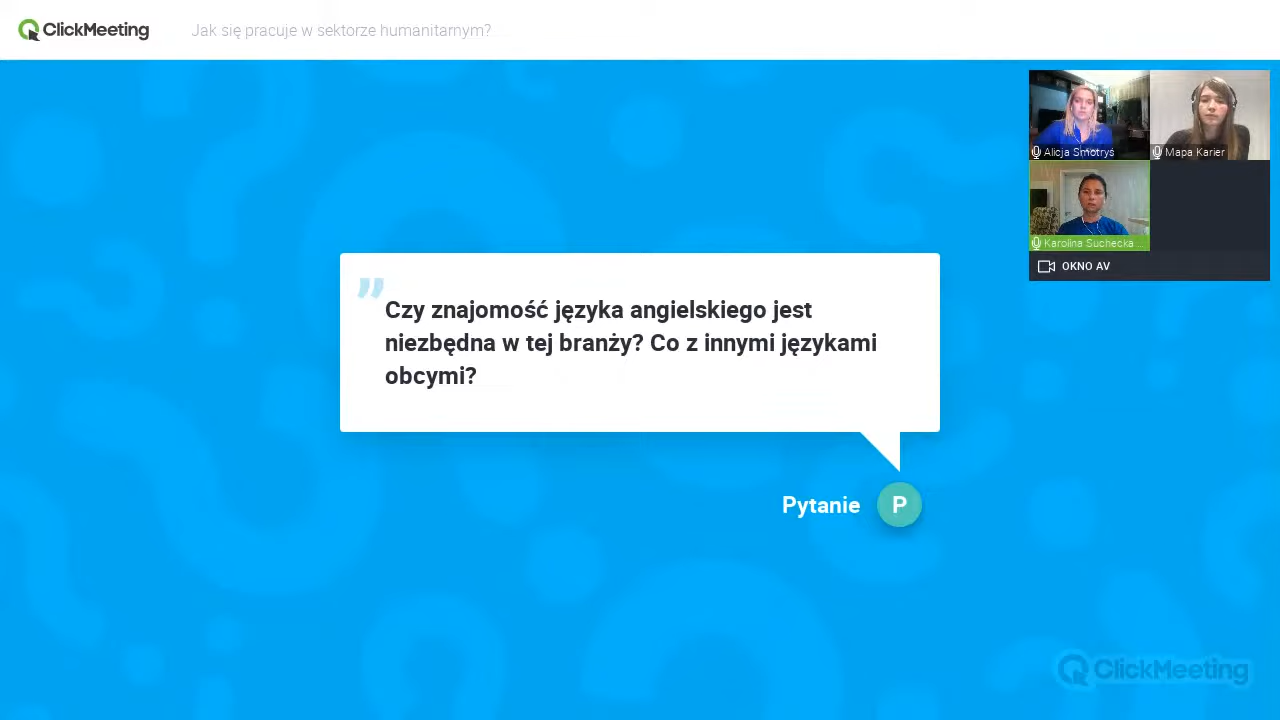 ClickMeeting
Jak się pracuje w sektorze humanitarnym?
Alicja Smotryś
Mapa Karier
Karolina Suchecka ...
OKNO AV
”
Czy znajomość języka angielskiego jest
niezbędna w tej branży? Co z innymi językami
obcymi?
Pytanie P
ClickMeeting